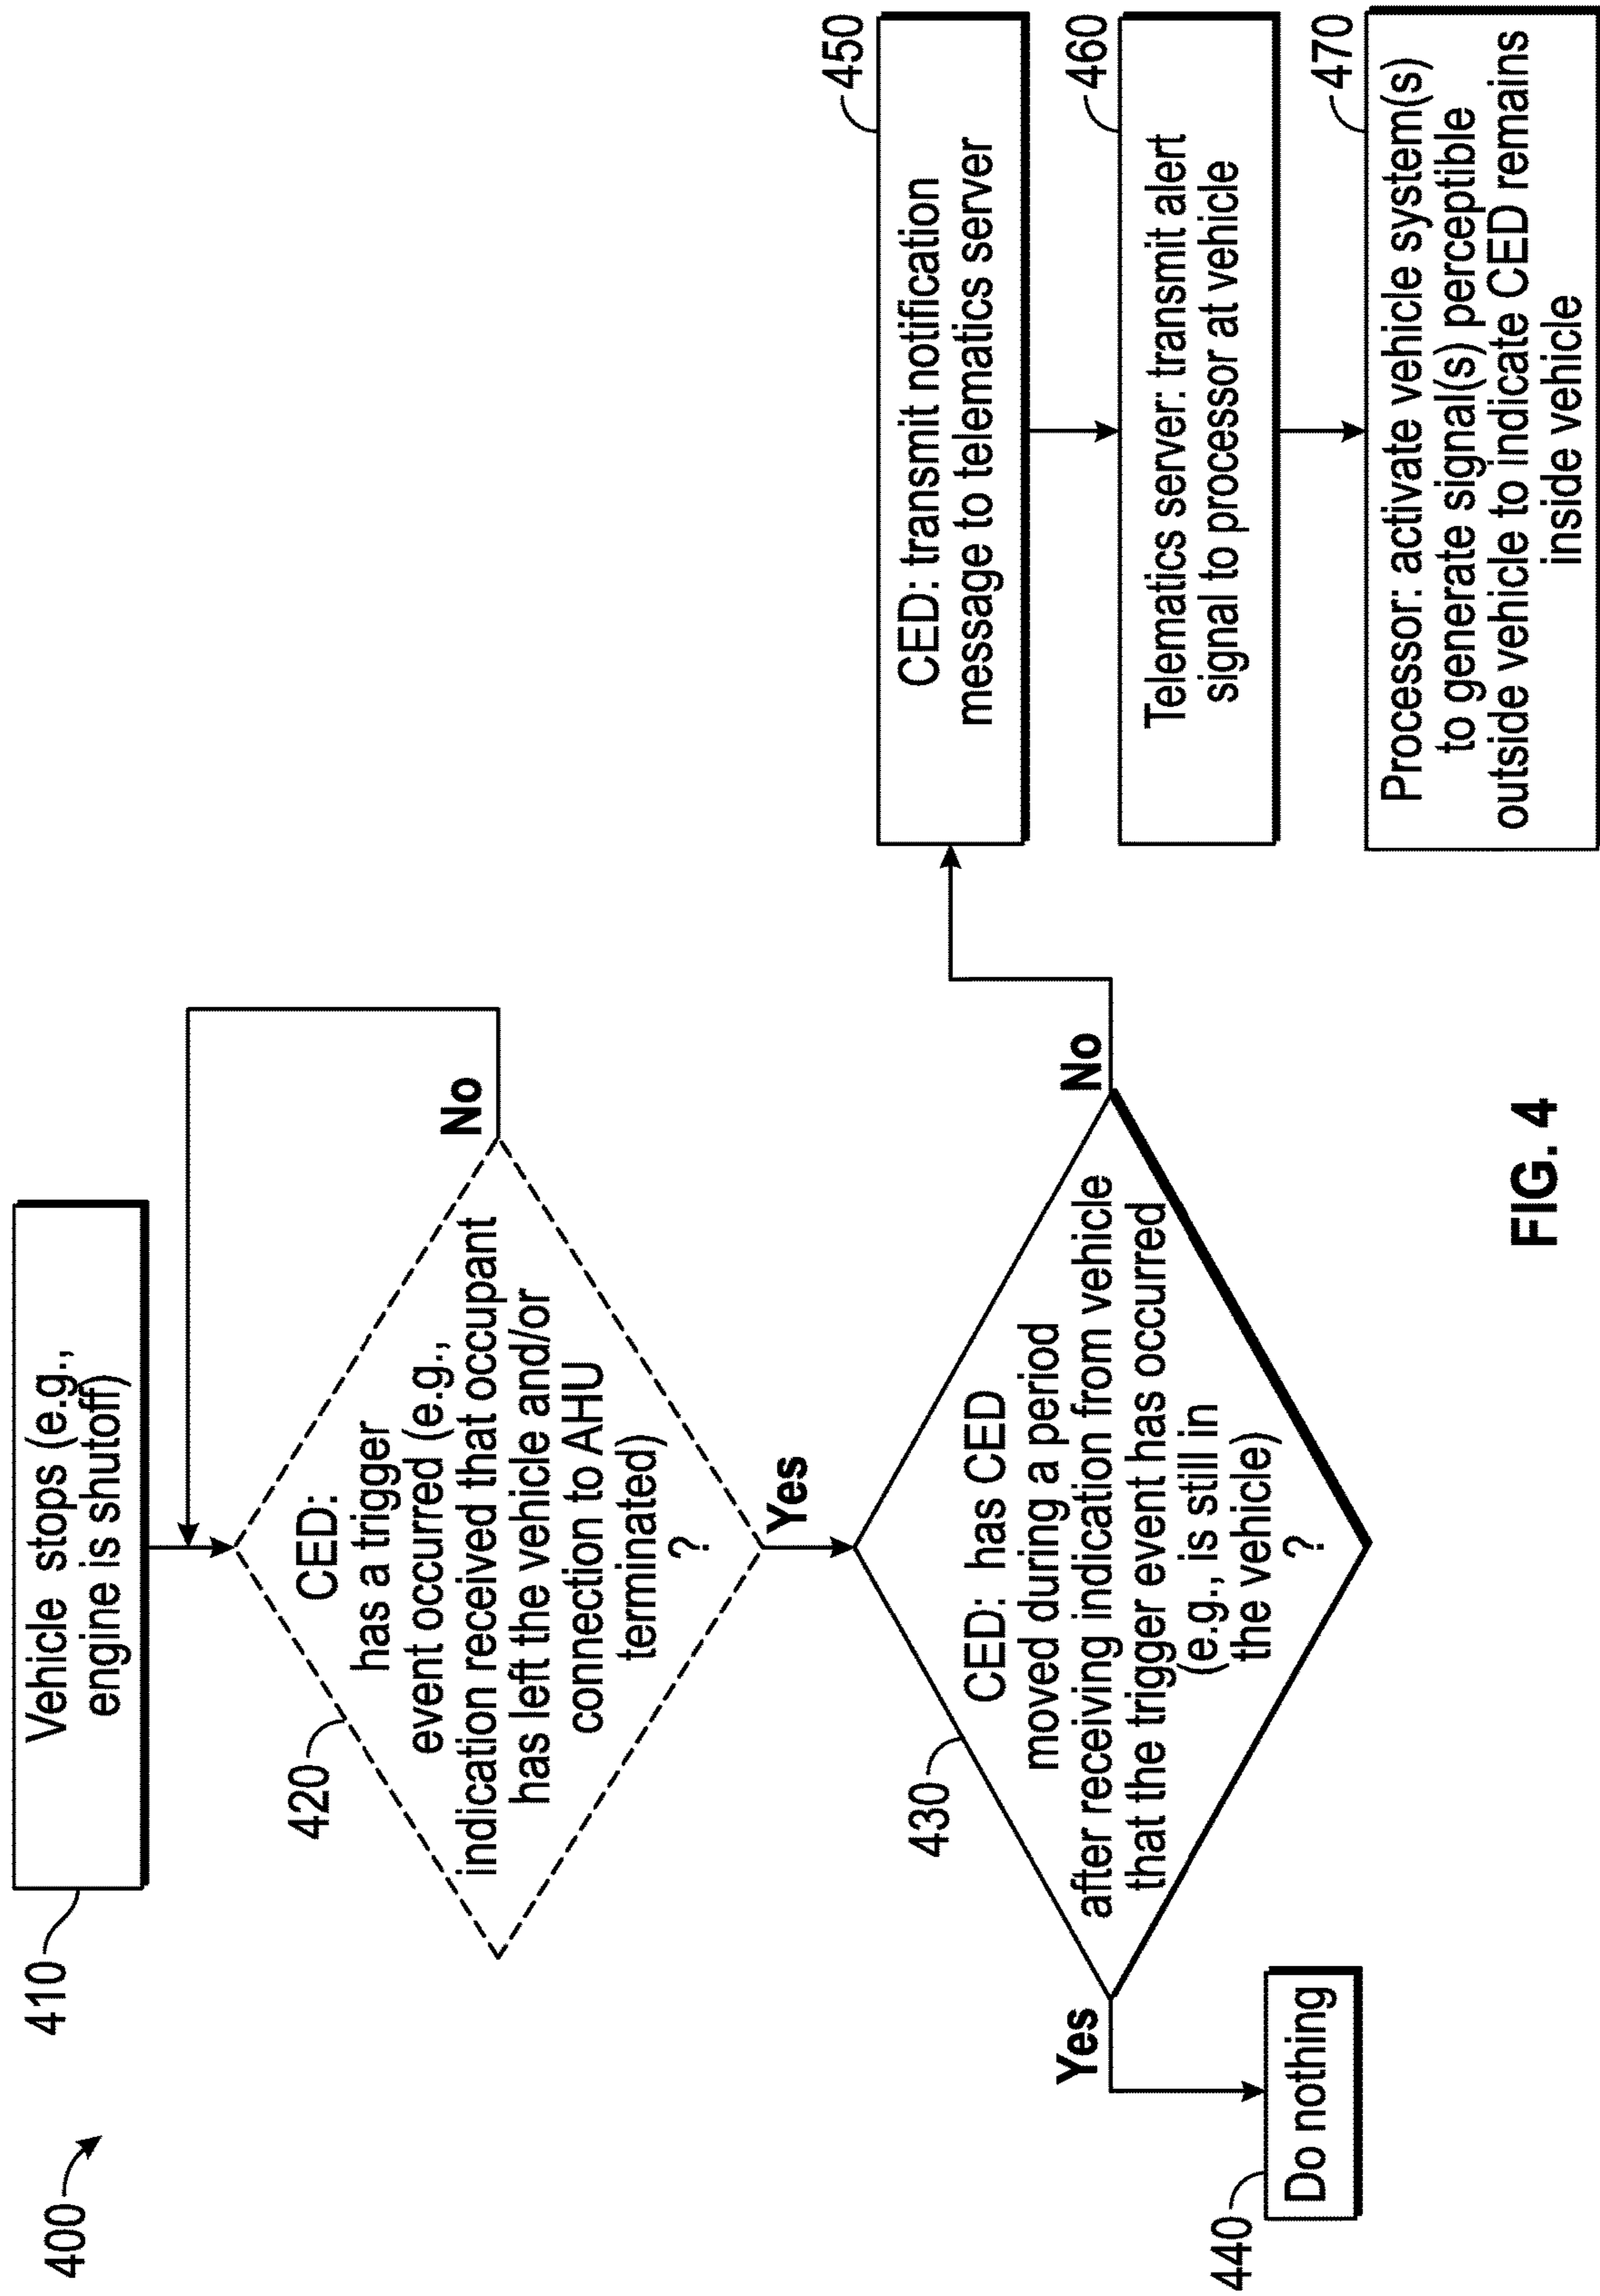 400
410
Vehicle stops (e.g.,
engine is shutoff)
420
CED:
has a trigger
event occurred (e.g.,
indication received that occupant
has left the vehicle and/or
connection to AHU
terminated)
?
No
Yes
430
CED: has CED
moved during a period
after receiving indication from vehicle
that the trigger event has occurred
(e.g., is still in
the vehicle)
?
Yes
No
440
Do nothing
450
CED: transmit notification
message to telematics server
460
Telematics server: transmit alert
signal to processor at vehicle
470
Processor: activate vehicle system(s)
to generate signal(s) perceptible
outside vehicle to indicate CED remains
inside vehicle
FIG. 4